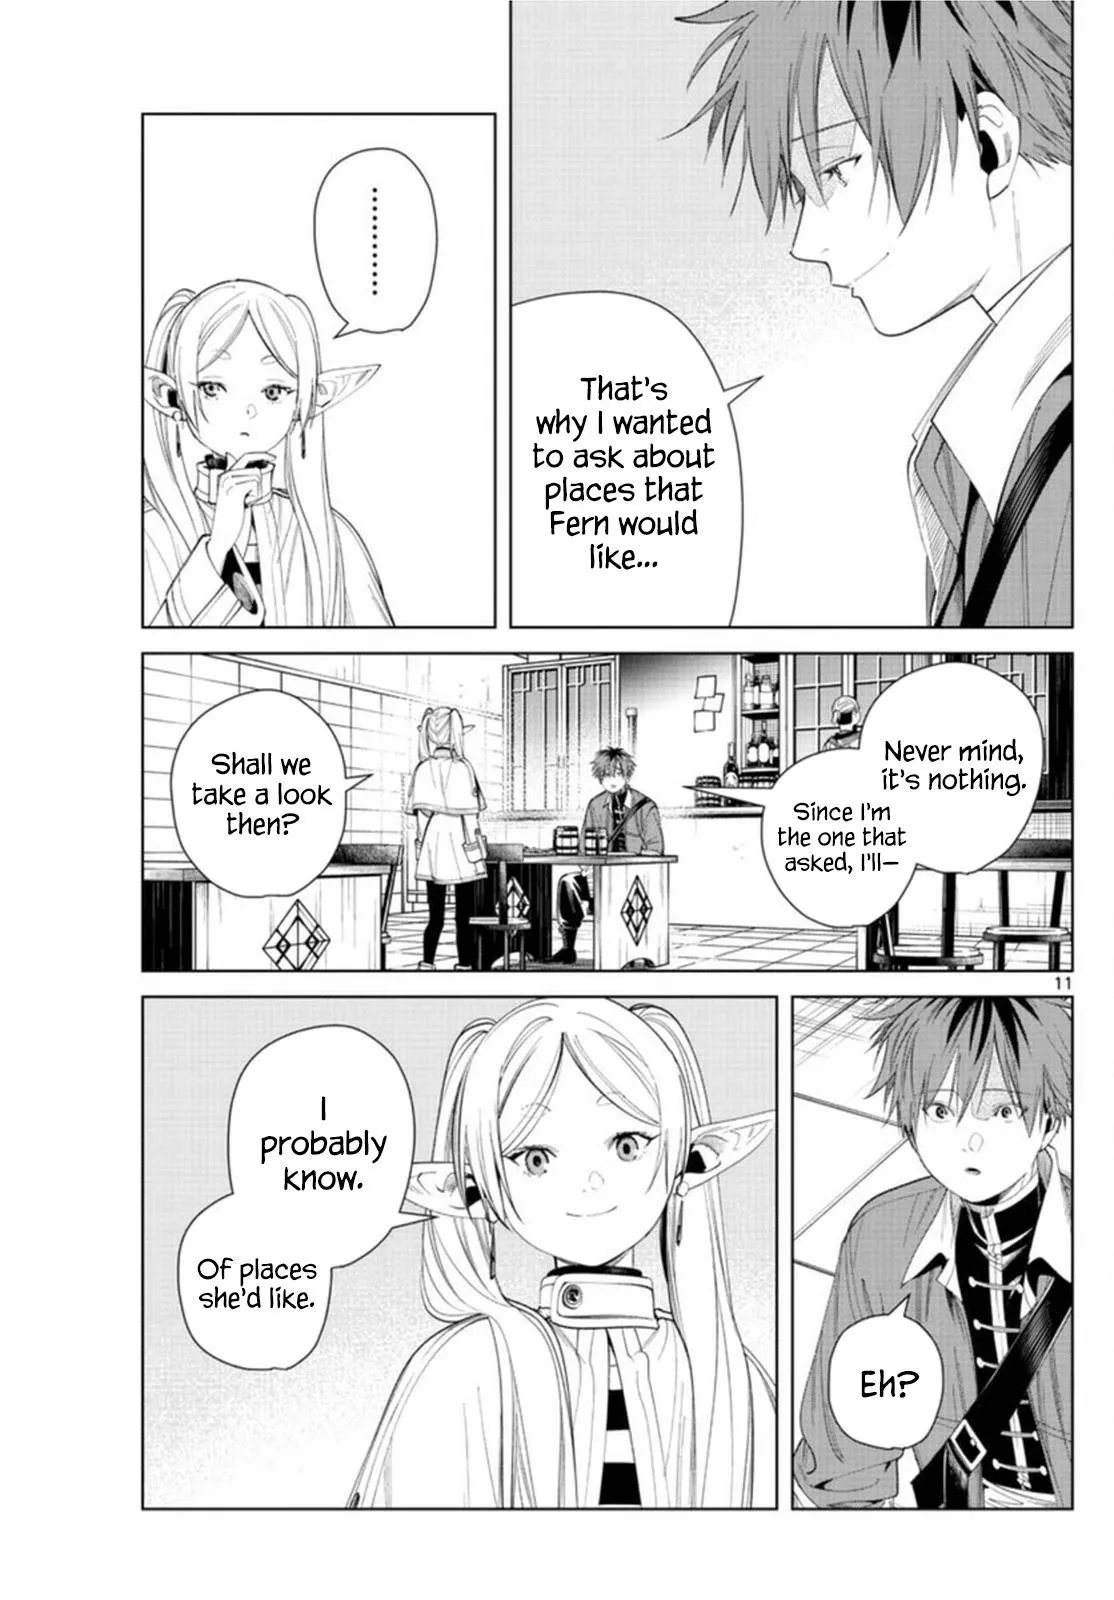 That's
why I wanted
to ask about
places that
Fern would
like...
.........
Never mind,
it's nothing.
Since I'm
the one that
asked, I'll—
Shall we
take a look
then?
11
Eh?
I
probably
know.
Of places
she'd like.